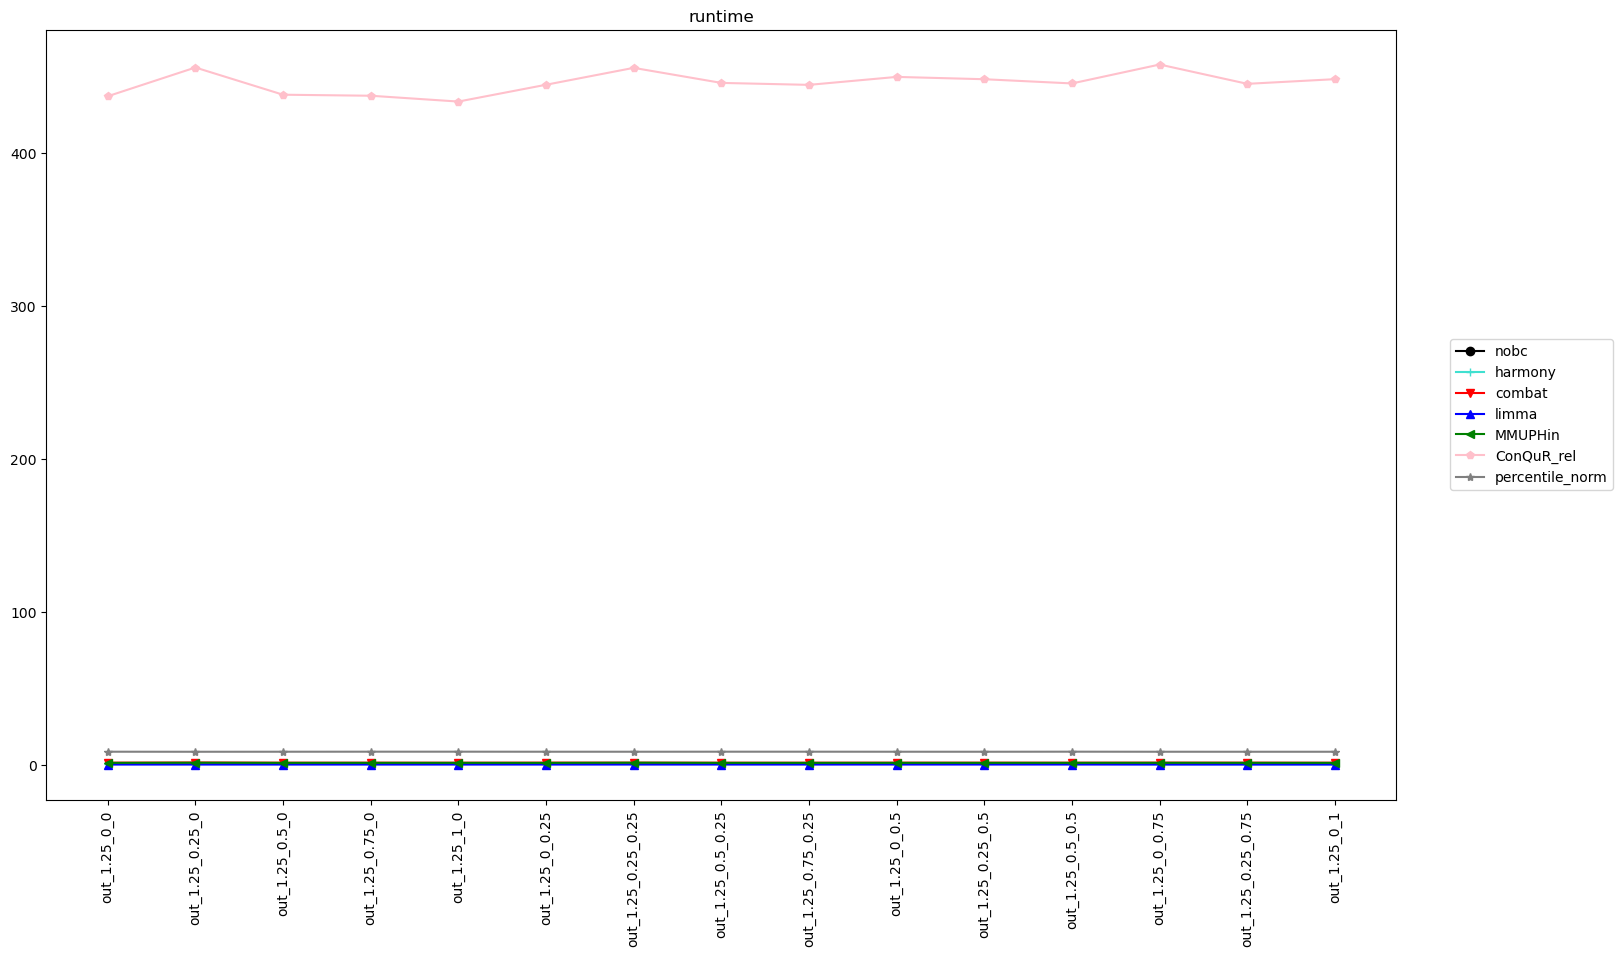 runtime
400
300
200
100
0
out_1.25_0_0
out_1.25_0.25_0
out_1.25_0.5_0
out_1.25_0.75_0
out_1.25_1_0
out_1.25_0_0.25
out_1.25_0.25_0.25
out_1.25_0.5_0.25
out_1.25_0.75_0.25
out_1.25_0_0.5
out_1.25_0.25_0.5
out_1.25_0.5_0.5
out_1.25_0_0.75
out_1.25_0.25_0.75
out_1.25_0_1
nobc
harmony
combat
limma
MMUPHin
ConQuR_rel
percentile_norm